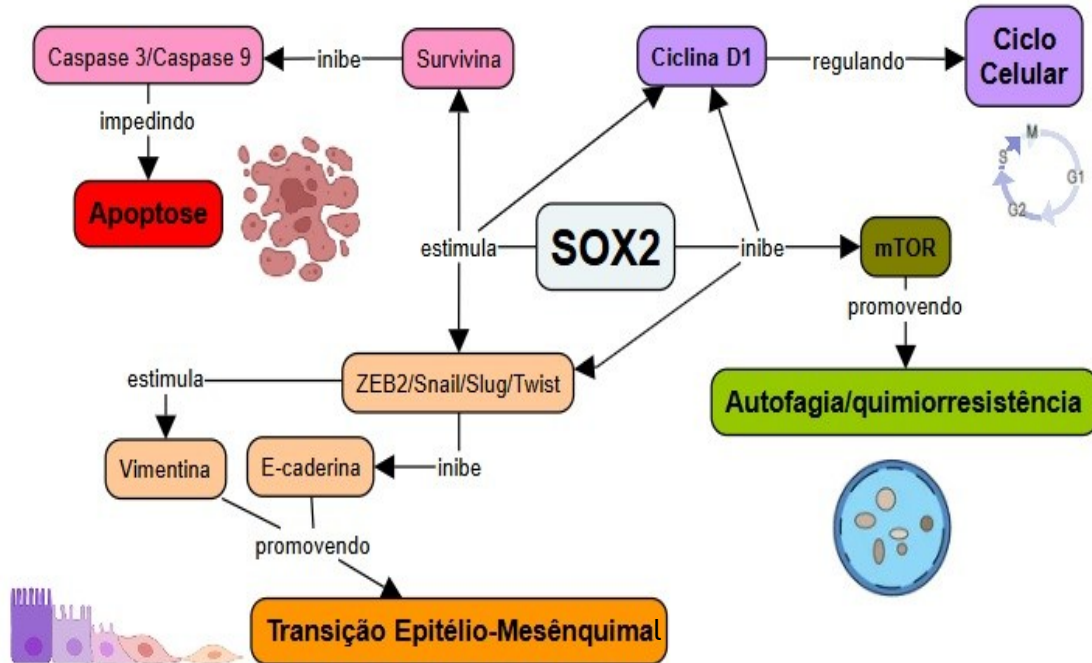 Caspase 3/Caspase 9
inibe
Survivina
Ciclina D1
regulando
Ciclo
Celular
impedindo
Apoptose
M
S
G1
G2
estimula
SOX2
inibe
mTOR
promovendo
estimula
ZEB2/Snail/Slug/Twist
Autofagia/quimiorresistência
Vimentina
E-caderina
inibe
promovendo
Transição Epitélio-Mesênquimal